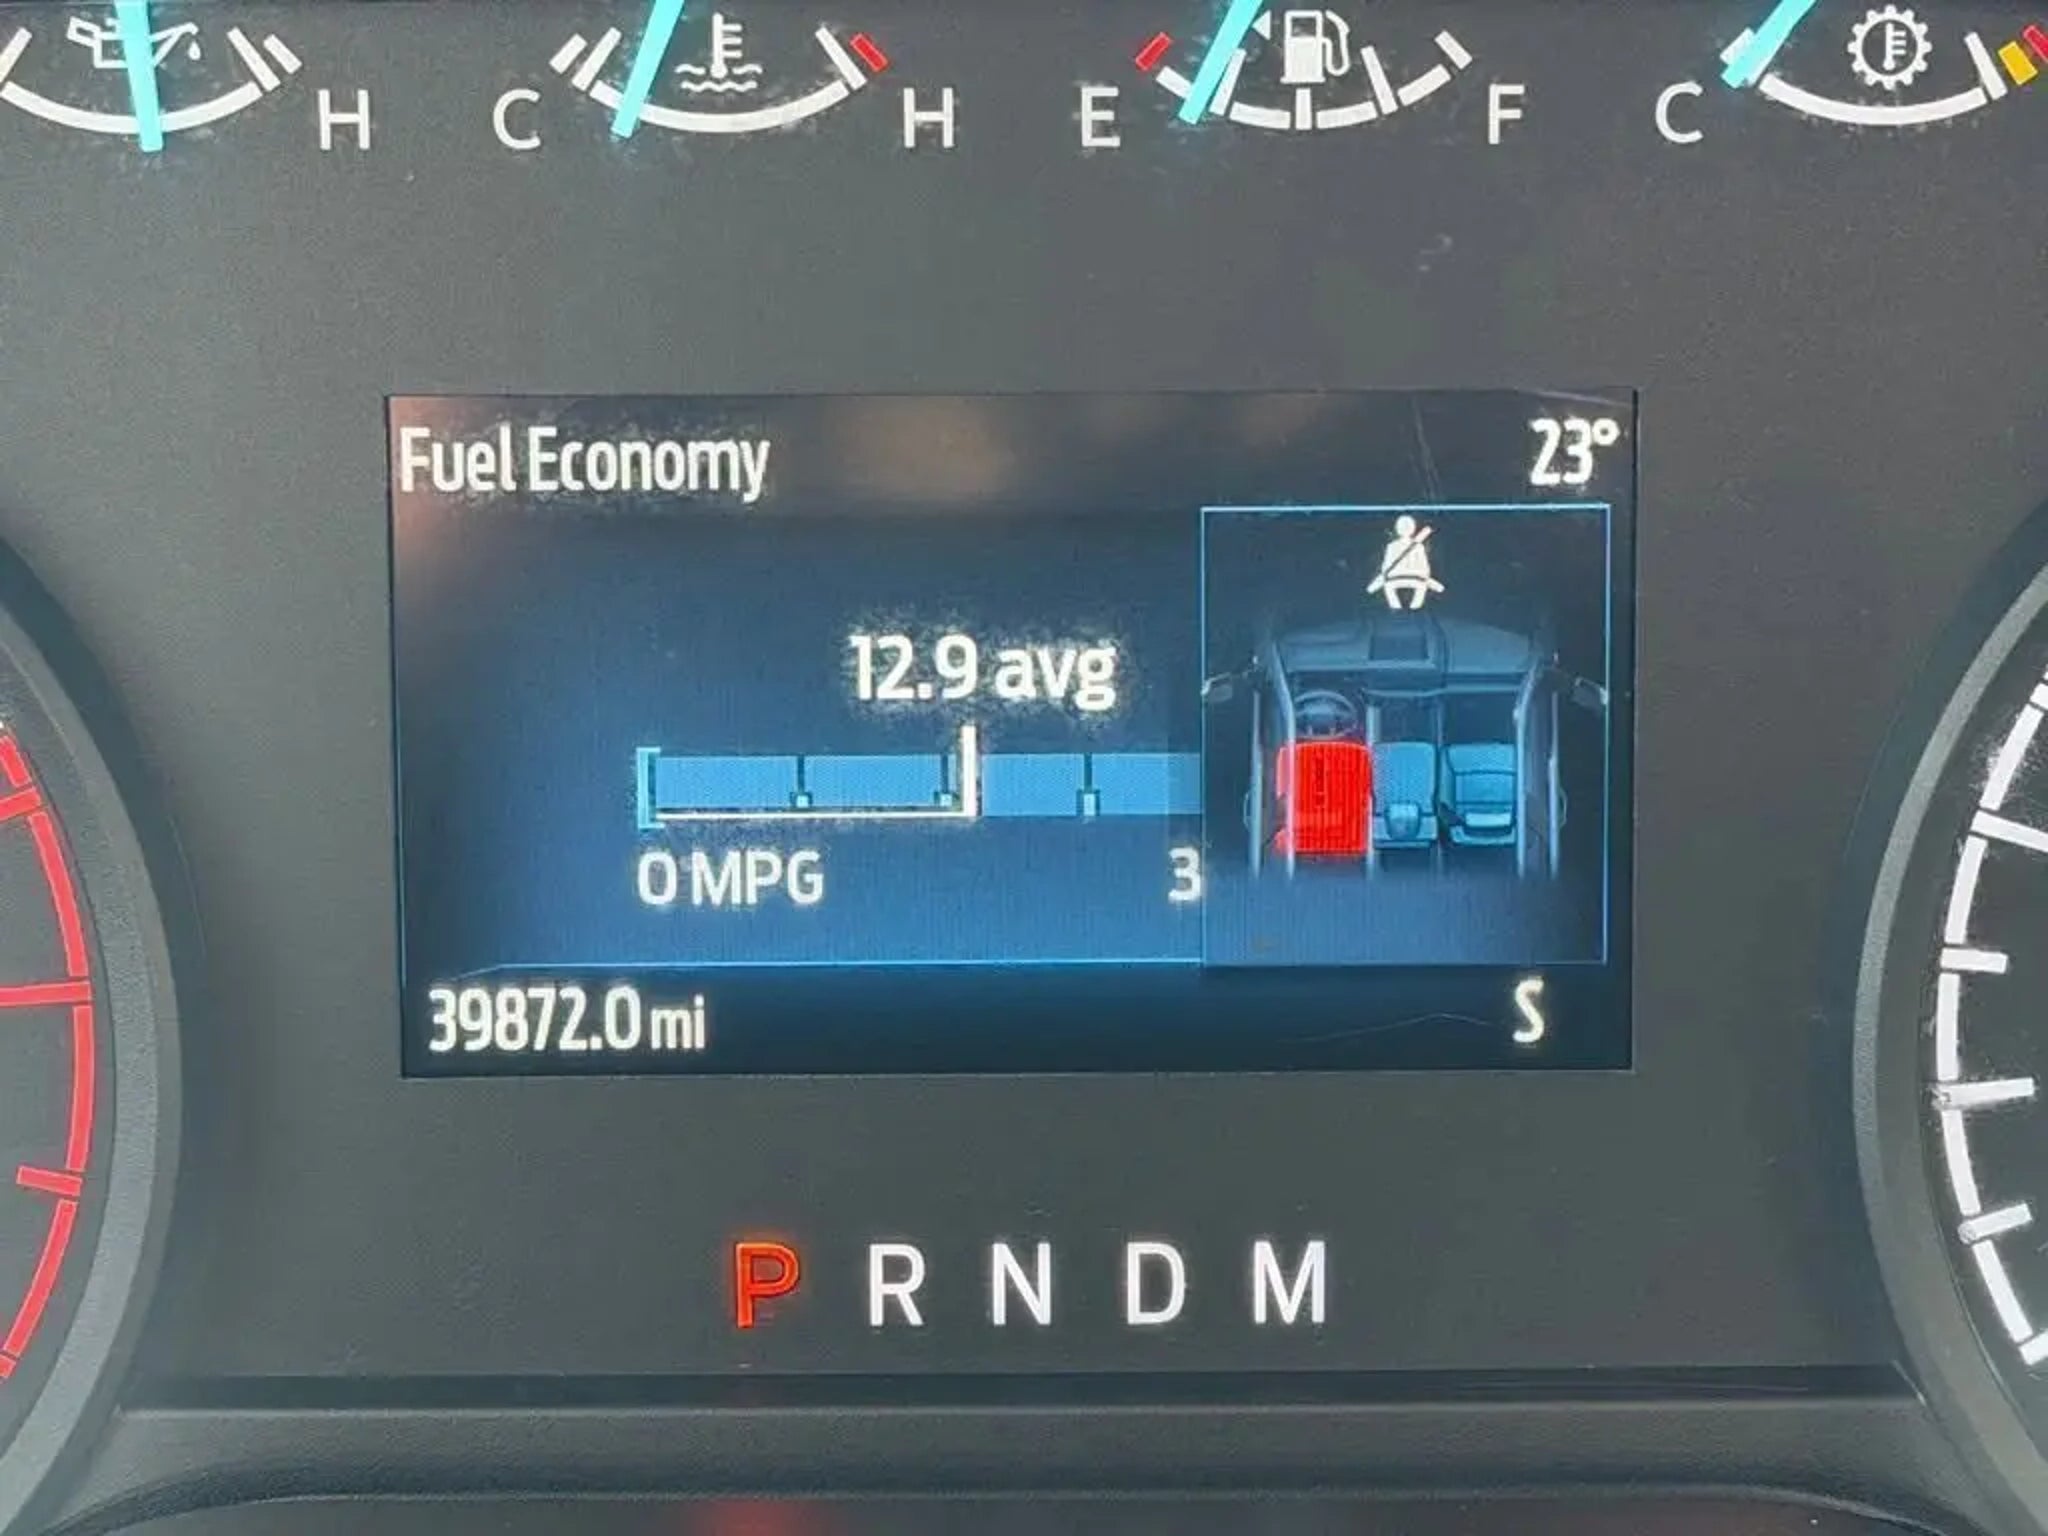 H
C
H
E
F
C
Fuel Economy
23°
12.9 avg
0 MPG
3
39872.0 mi
S
P R N D M